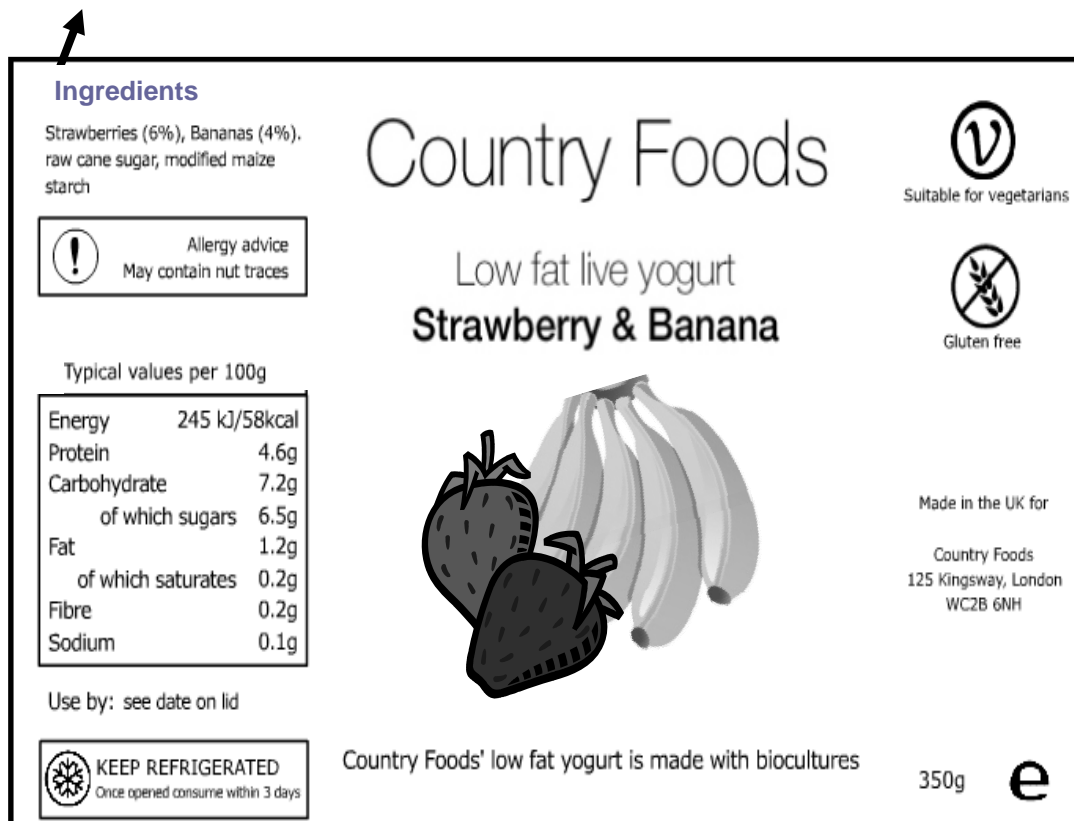 Ingredients
Strawberries (6%), Bananas (4%).
raw cane sugar, modified maize
starch
Allergy advice
May contain nut traces
Typical values per 100g
Energy 245 kJ/58kcal
Protein 4.6g
Carbohydrate 7.2g
of which sugars 6.5g
Fat 1.2g
of which saturates 0.2g
Fibre 0.2g
Sodium 0.1g
Use by: see date on lid
KEEP REFRIGERATED
Once opened consume within 3 days
Country Foods
Low fat live yogurt
Strawberry & Banana
Country Foods' low fat yogurt is made with biocultures
V
Suitable for vegetarians
Gluten free
Made in the UK for
Country Foods
125 Kingsway, London
WC2B 6NH
350g e